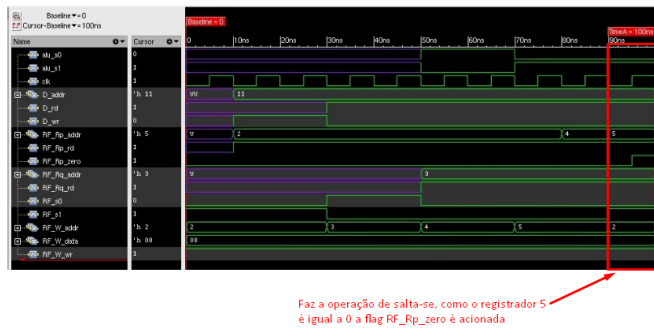 Baseline ▾ = 0
Cursor-Baseline ▾ = 100ns
Baseline = 0
TimeA = 100ns
Name Cursor 0 10ns 20ns 30ns 40ns 50ns 60ns 70ns 80ns 90ns
alu_s0 0
alu_s1 1
clk 1
D_addr 'h 11 11
D_rd 1
D_wr 0
RF_Rp_addr 'h 5 2 4 5
RF_Rp_rd 1
RF_Rp_zero 1
RF_Rq_addr 'h 3 3
RF_Rq_rd 1
RF_s0 0
RF_s1 1
RF_W_addr 'h 2 2 3 4 5 2
RF_W_data 'h 00 00
RF_W_wr 1
Faz a operação de salta-se, como o registrador 5
é igual a 0 a flag RF_Rp_zero é acionada